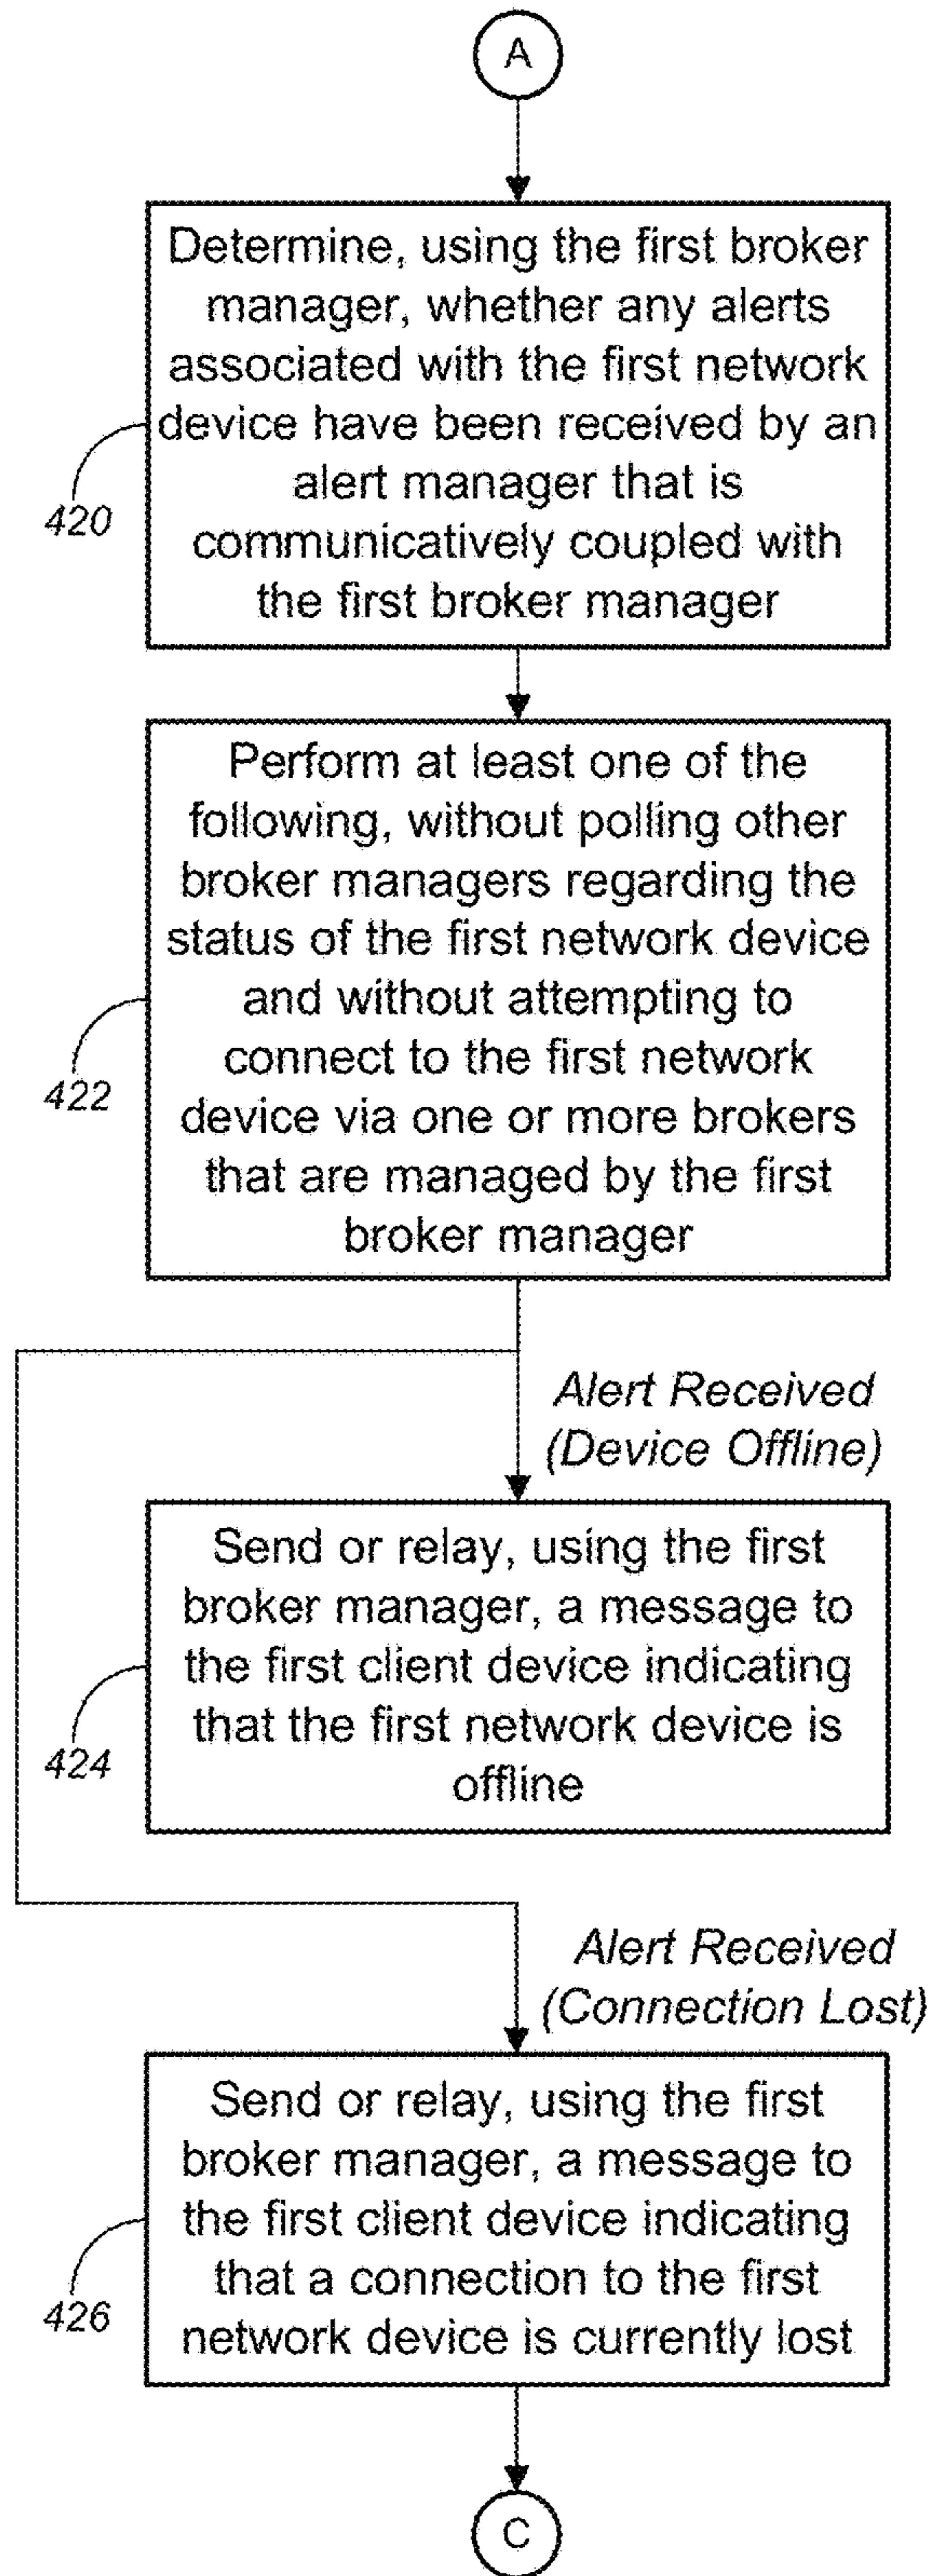 A
Determine, using the first broker
manager, whether any alerts
associated with the first network
device have been received by an
alert manager that is
communicatively coupled with
the first broker manager
420
Perform at least one of the
following, without polling other
broker managers regarding the
status of the first network device
and without attempting to
connect to the first network
device via one or more brokers
that are managed by the first
broker manager
422
Alert Received
(Device Offline)
Send or relay, using the first
broker manager, a message to
the first client device indicating
that the first network device is
offline
424
Alert Received
(Connection Lost)
Send or relay, using the first
broker manager, a message to
the first client device indicating
that a connection to the first
network device is currently lost
426
C